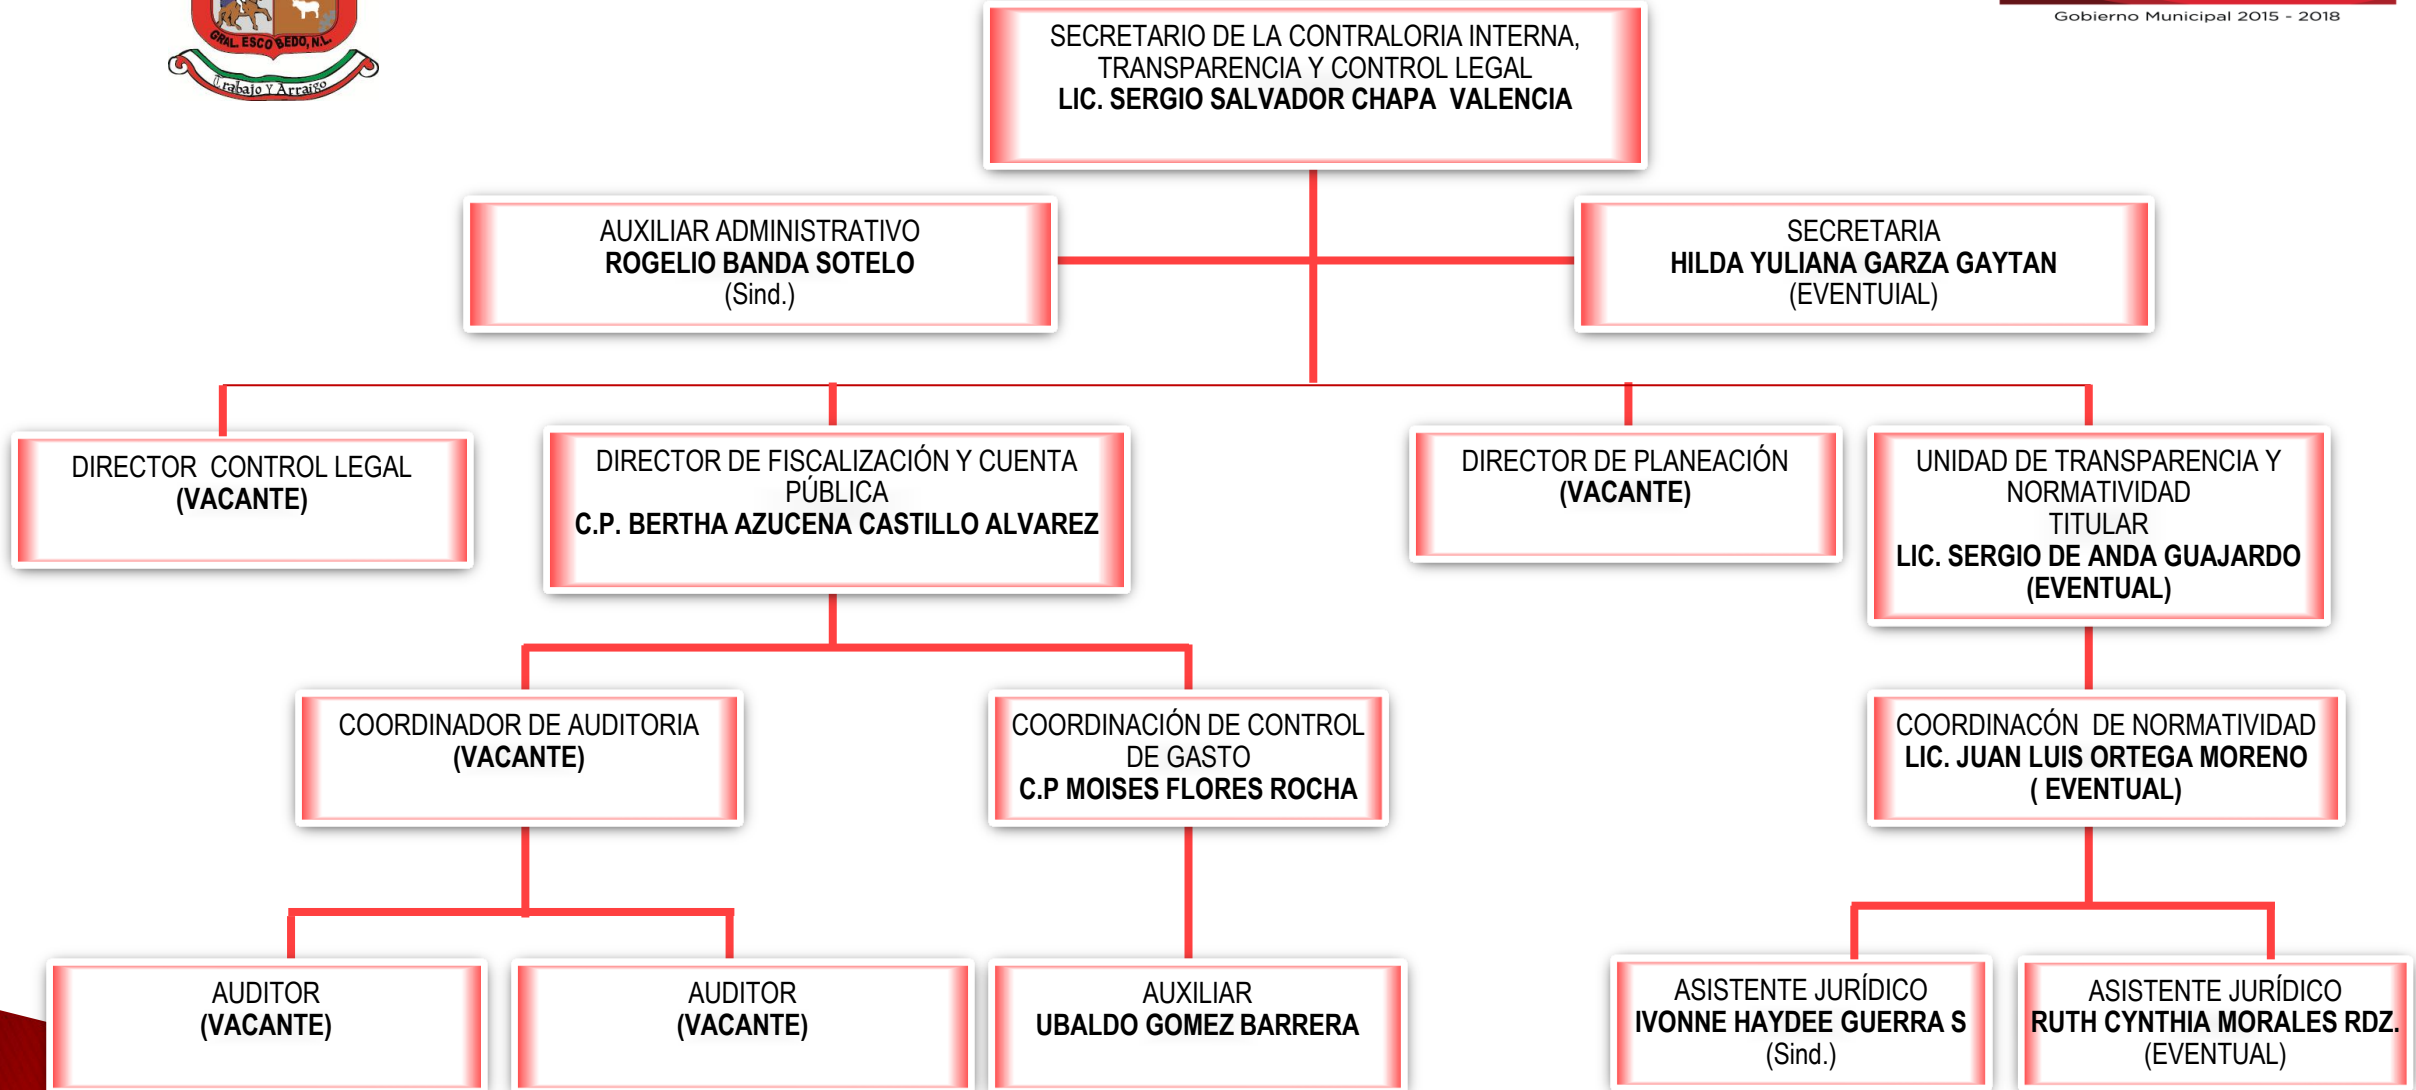 GRAL. ESCOBEDO, N.L.
Trabajo Y Arraigo
Gobierno Municipal 2015 - 2018
SECRETARIO DE LA CONTRALORIA INTERNA,
TRANSPARENCIA Y CONTROL LEGAL
LIC. SERGIO SALVADOR CHAPA  VALENCIA
AUXILIAR ADMINISTRATIVO
ROGELIO BANDA SOTELO
(Sind.)
SECRETARIA
HILDA YULIANA GARZA GAYTAN
(EVENTUIAL)
DIRECTOR  CONTROL LEGAL
(VACANTE)
DIRECTOR DE FISCALIZACIÓN Y CUENTA
PÚBLICA
C.P. BERTHA AZUCENA CASTILLO ALVAREZ
DIRECTOR DE PLANEACIÓN
(VACANTE)
UNIDAD DE TRANSPARENCIA Y
NORMATIVIDAD
TITULAR
LIC. SERGIO DE ANDA GUAJARDO
(EVENTUAL)
COORDINADOR DE AUDITORIA
(VACANTE)
COORDINACIÓN DE CONTROL
DE GASTO
C.P MOISES FLORES ROCHA
COORDINACÓN  DE NORMATIVIDAD
LIC. JUAN LUIS ORTEGA MORENO
( EVENTUAL)
AUDITOR
(VACANTE)
AUDITOR
(VACANTE)
AUXILIAR
UBALDO GOMEZ BARRERA
ASISTENTE JURÍDICO
IVONNE HAYDEE GUERRA S
(Sind.)
ASISTENTE JURÍDICO
RUTH CYNTHIA MORALES RDZ.
(EVENTUAL)